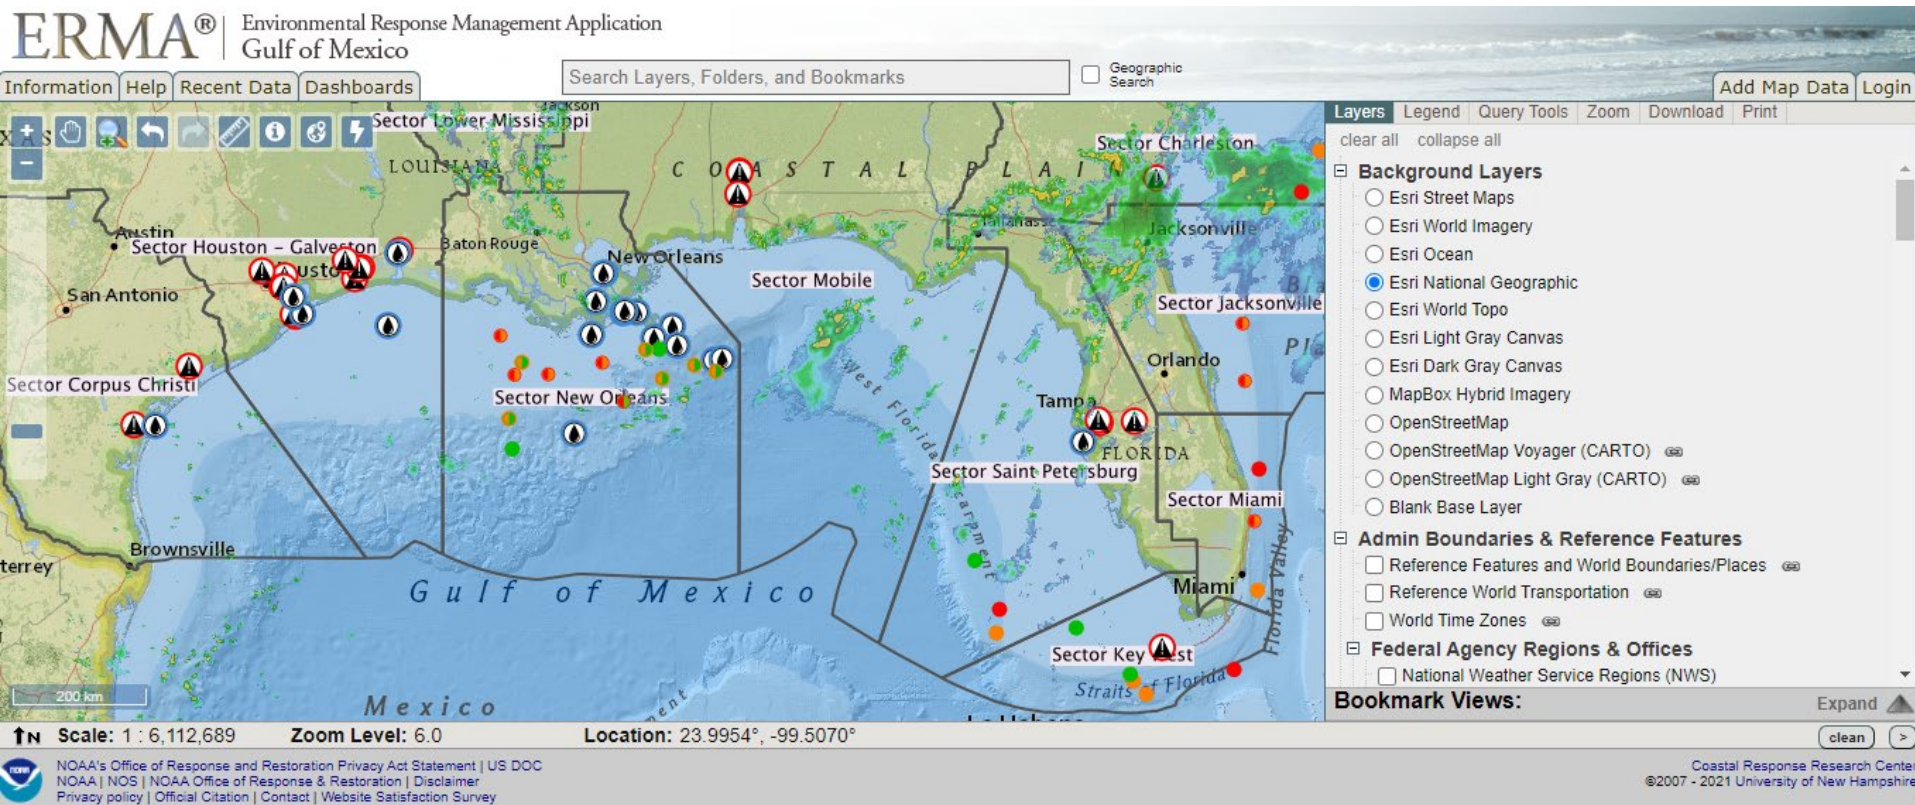 ERMA® Environmental Response Management Application
Gulf of Mexico
Information Help Recent Data Dashboards
Search Layers, Folders, and Bookmarks
Geographic
Search
Add Map Data Login
Layers Legend Query Tools Zoom Download Print
clear all collapse all
Background Layers
Esri Street Maps
Esri World Imagery
Esri Ocean
Esri National Geographic
Esri World Topo
Esri Light Gray Canvas
Esri Dark Gray Canvas
MapBox Hybrid Imagery
OpenStreetMap
OpenStreetMap Voyager (CARTO)
OpenStreetMap Light Gray (CARTO)
Blank Base Layer
Admin Boundaries & Reference Features
Reference Features and World Boundaries/Places
Reference World Transportation
World Time Zones
Federal Agency Regions & Offices
National Weather Service Regions (NWS)
Bookmark Views:
Expand
Sector Lower Mississippi
LOUISIANA
COASTAL PLAIN
Sector Charleston
Austin
Sector Houston - Galveston
Baton Rouge
New Orleans
Jacksonville
San Antonio
Sector Mobile
Sector Jacksonville
Orlando
Sector Corpus Christi
Sector New Orleans
West Florida Escarpment
Tampa
FLORIDA
Sector Saint Petersburg
Sector Miami
Brownsville
Gulf of Mexico
Miami
Florida Valley
Sector Key West
Straits of Florida
200 km
Mexico
N Scale: 1 : 6,112,689 Zoom Level: 6.0 Location: 23.9954°, -99.5070°
clean >
NOAA's Office of Response and Restoration Privacy Act Statement | US DOC
NOAA | NOS | NOAA Office of Response & Restoration | Disclaimer
Privacy policy | Official Citation | Contact | Website Satisfaction Survey
Coastal Response Research Center
©2007 - 2021 University of New Hampshire